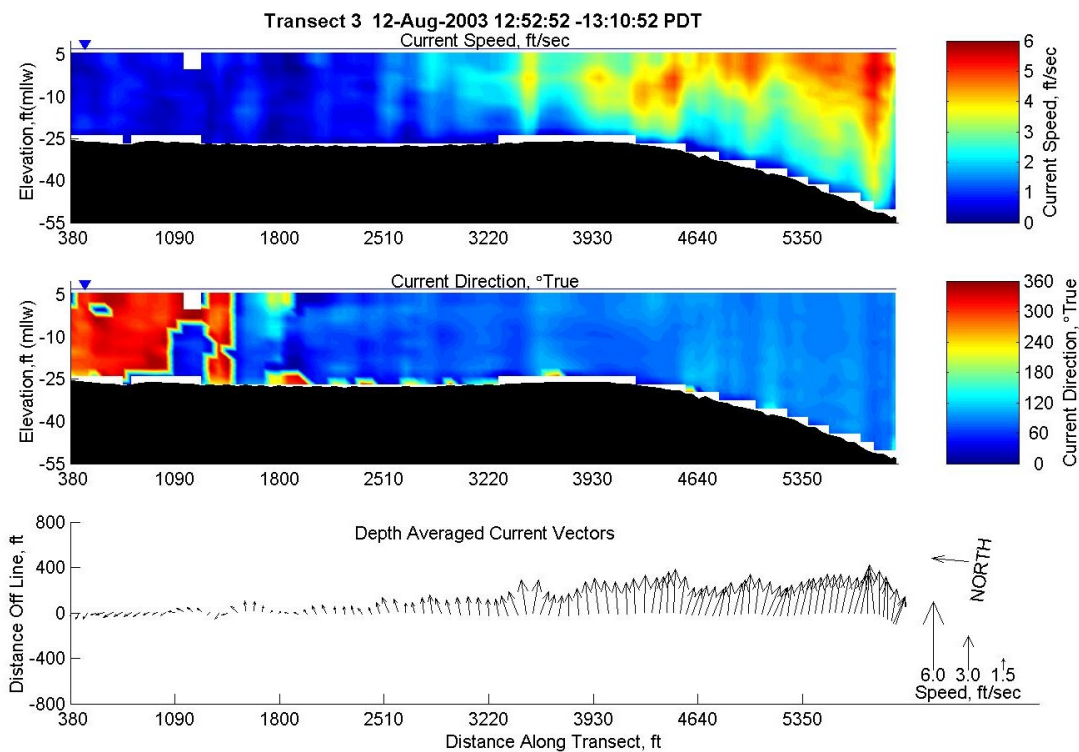 Transect 3 12-Aug-2003 12:52:52 -13:10:52 PDT
Current Speed, ft/sec
Elevation,ft(mllw)
5
-10
-25
-40
-55
380 1090 1800 2510 3220 3930 4640 5350
6
5
4
3
2
1
0
Current Speed, ft/sec
Current Direction, °True
Elevation,ft (mllw)
5
-10
-25
-40
-55
380 1090 1800 2510 3220 3930 4640 5350
360
300
240
180
120
60
0
Current Direction, °True
Depth Averaged Current Vectors
Distance Off Line, ft
800
400
0
-400
-800
380 1090 1800 2510 3220 3930 4640 5350
Distance Along Transect, ft
NORTH
6.0 3.0 1.5
Speed, ft/sec